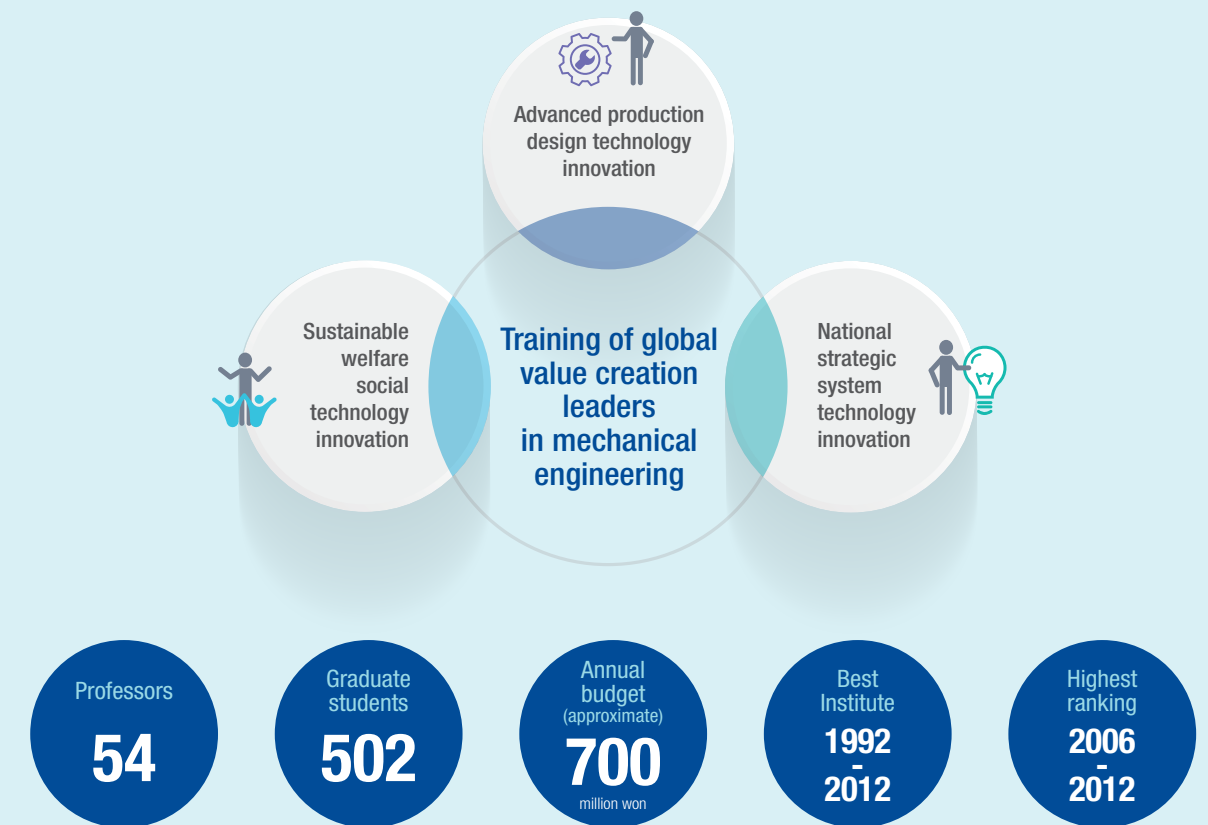 Advanced production
design technology
innovation
Sustainable
welfare
social
technology
innovation
Training of global
value creation
leaders
in mechanical
engineering
National
strategic
system
technology
innovation
Professors
54
Graduate
students
502
Annual
budget
(approximate)
700
million won
Best
Institute
1992
-
2012
Highest
ranking
2006
-
2012